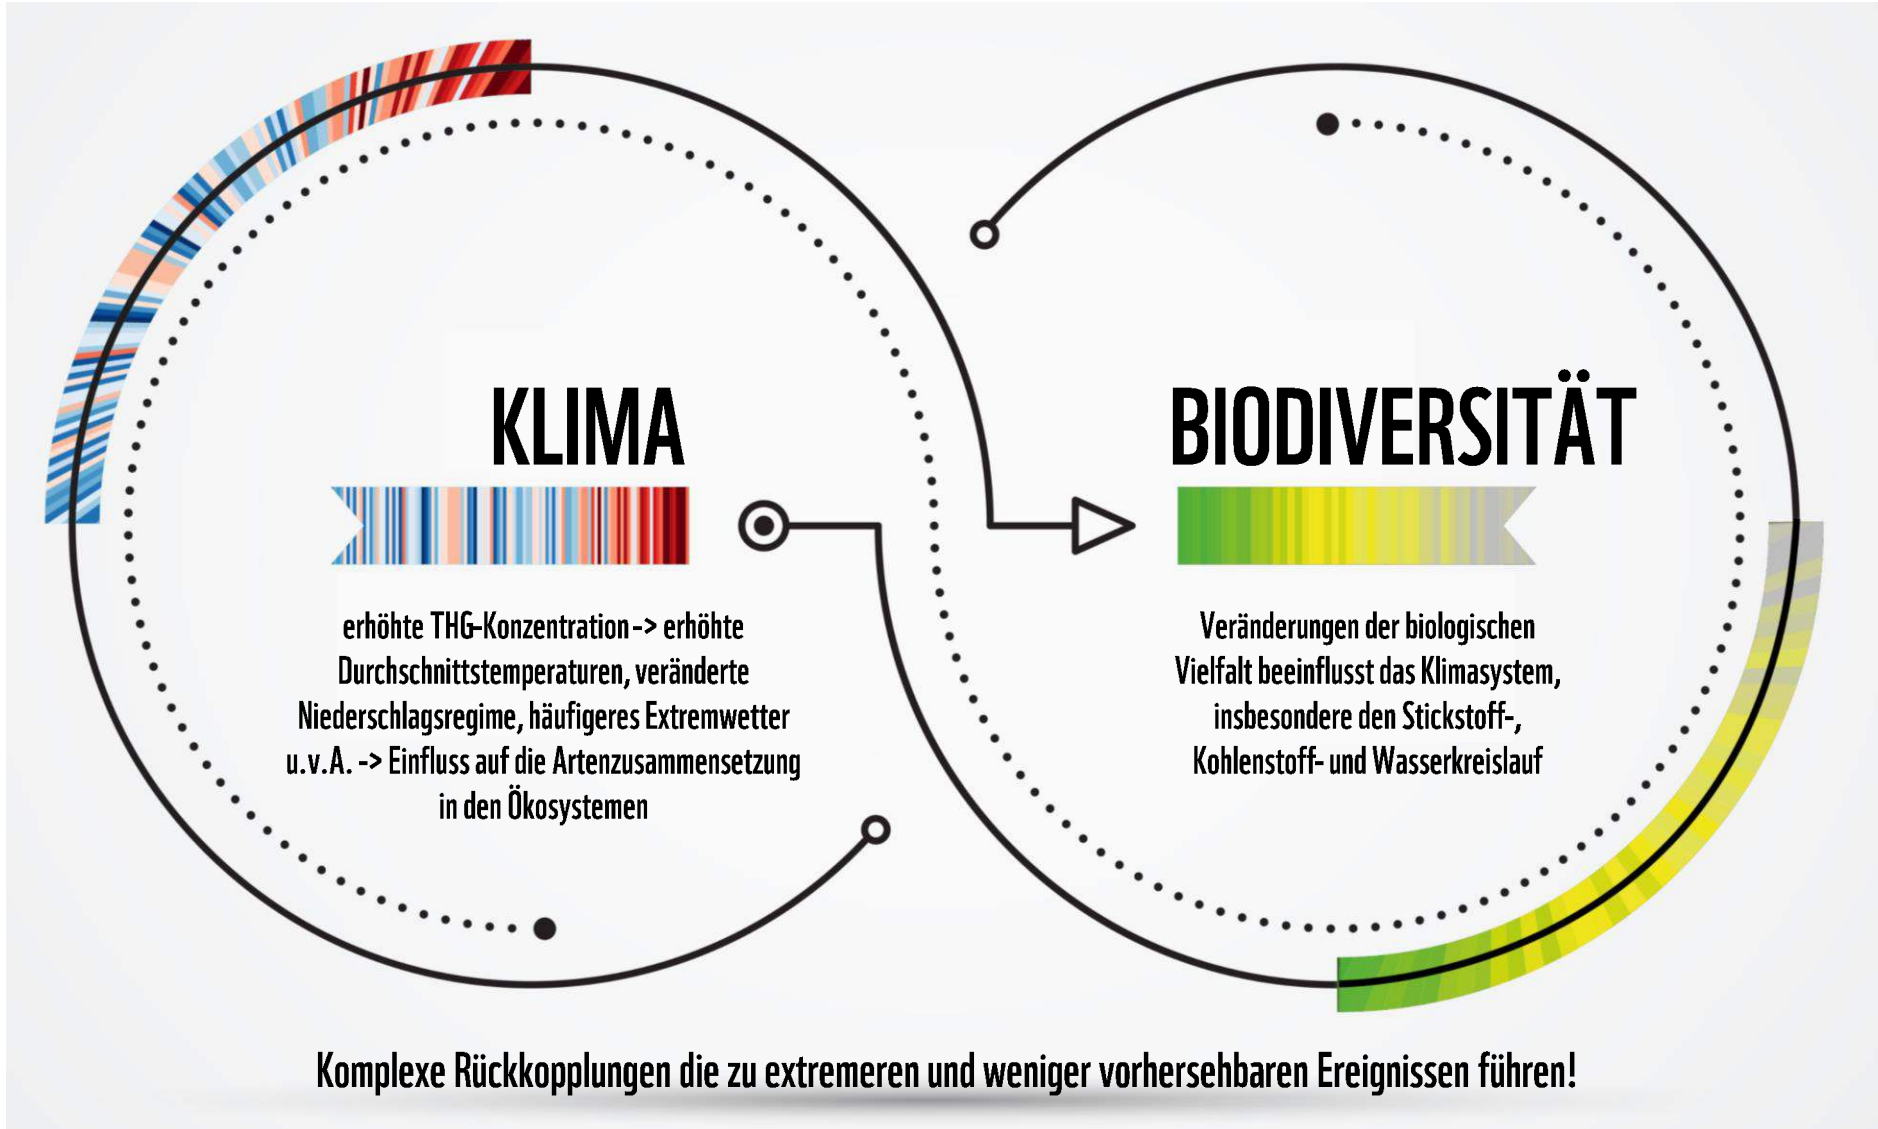 KLIMA
erhöhte THG-Konzentration -> erhöhte
Durchschnittstemperaturen, veränderte
Niederschlagsregime, häufigeres Extremwetter
u.v.A. -> Einfluss auf die Artenzusammensetzung
in den Ökosystemen
BIODIVERSITÄT
Veränderungen der biologischen
Vielfalt beeinflusst das Klimasystem,
insbesondere den Stickstoff-,
Kohlenstoff- und Wasserkreislauf
Komplexe Rückkopplungen die zu extremeren und weniger vorhersehbaren Ereignissen führen!